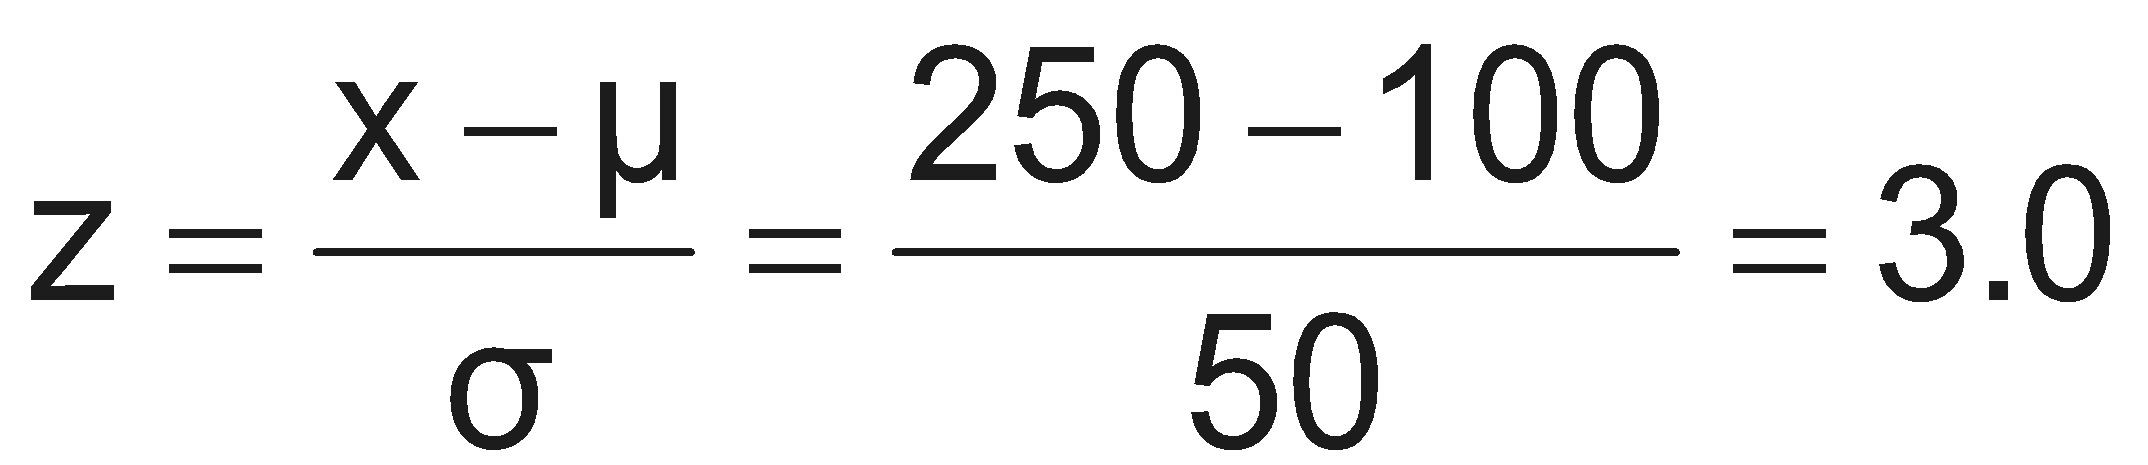 z = x – μ / σ = 250 – 100 / 50 = 3.0